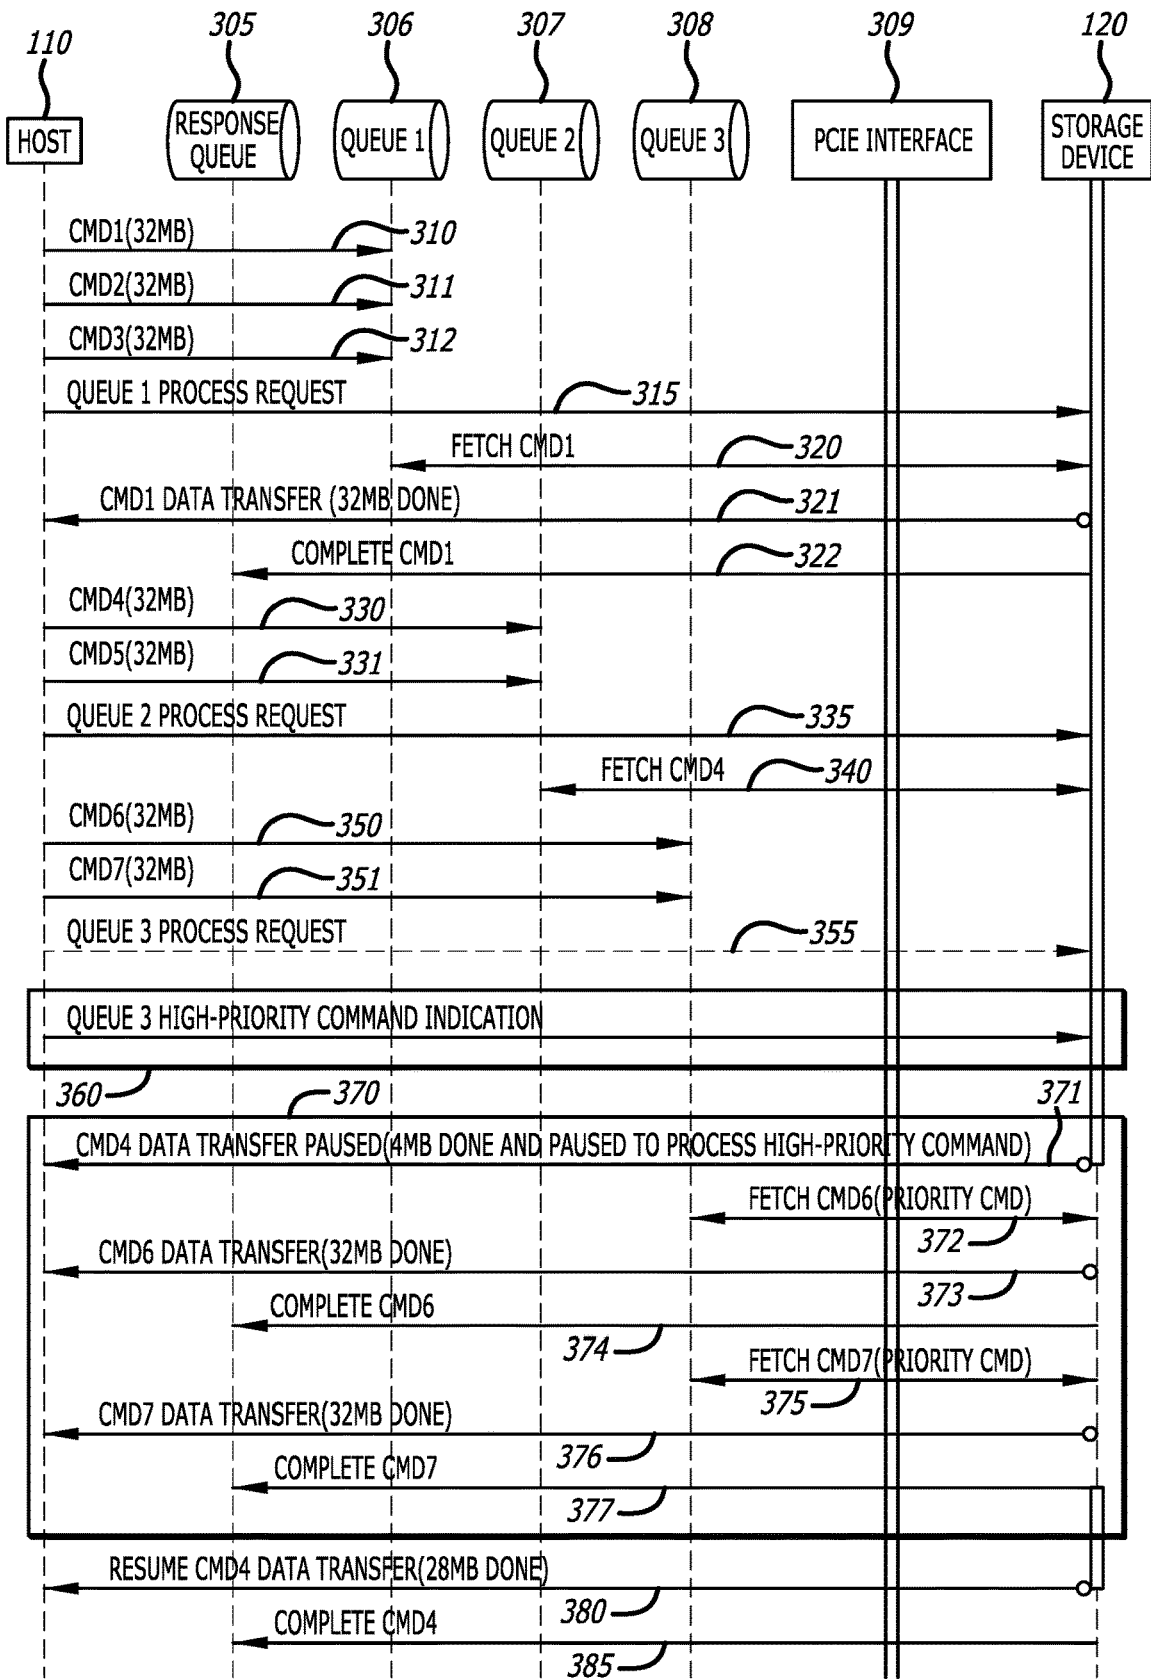 110
305
306
307
308
309
120
HOST
RESPONSE
QUEUE
QUEUE 1
QUEUE 2
QUEUE 3
PCIE INTERFACE
STORAGE
DEVICE
CMD1(32MB)
310
CMD2(32MB)
311
CMD3(32MB)
312
QUEUE 1 PROCESS REQUEST
315
FETCH CMD1
320
CMD1 DATA TRANSFER (32MB DONE)
321
COMPLETE CMD1
322
CMD4(32MB)
330
CMD5(32MB)
331
QUEUE 2 PROCESS REQUEST
335
FETCH CMD4
340
CMD6(32MB)
350
CMD7(32MB)
351
QUEUE 3 PROCESS REQUEST
355
QUEUE 3 HIGH-PRIORITY COMMAND INDICATION
360
370
371
CMD4 DATA TRANSFER PAUSED(4MB DONE AND PAUSED TO PROCESS HIGH-PRIORITY COMMAND)
FETCH CMD6(PRIORITY CMD)
372
CMD6 DATA TRANSFER(32MB DONE)
373
COMPLETE CMD6
374
FETCH CMD7(PRIORITY CMD)
375
CMD7 DATA TRANSFER(32MB DONE)
376
COMPLETE CMD7
377
RESUME CMD4 DATA TRANSFER(28MB DONE)
380
COMPLETE CMD4
385